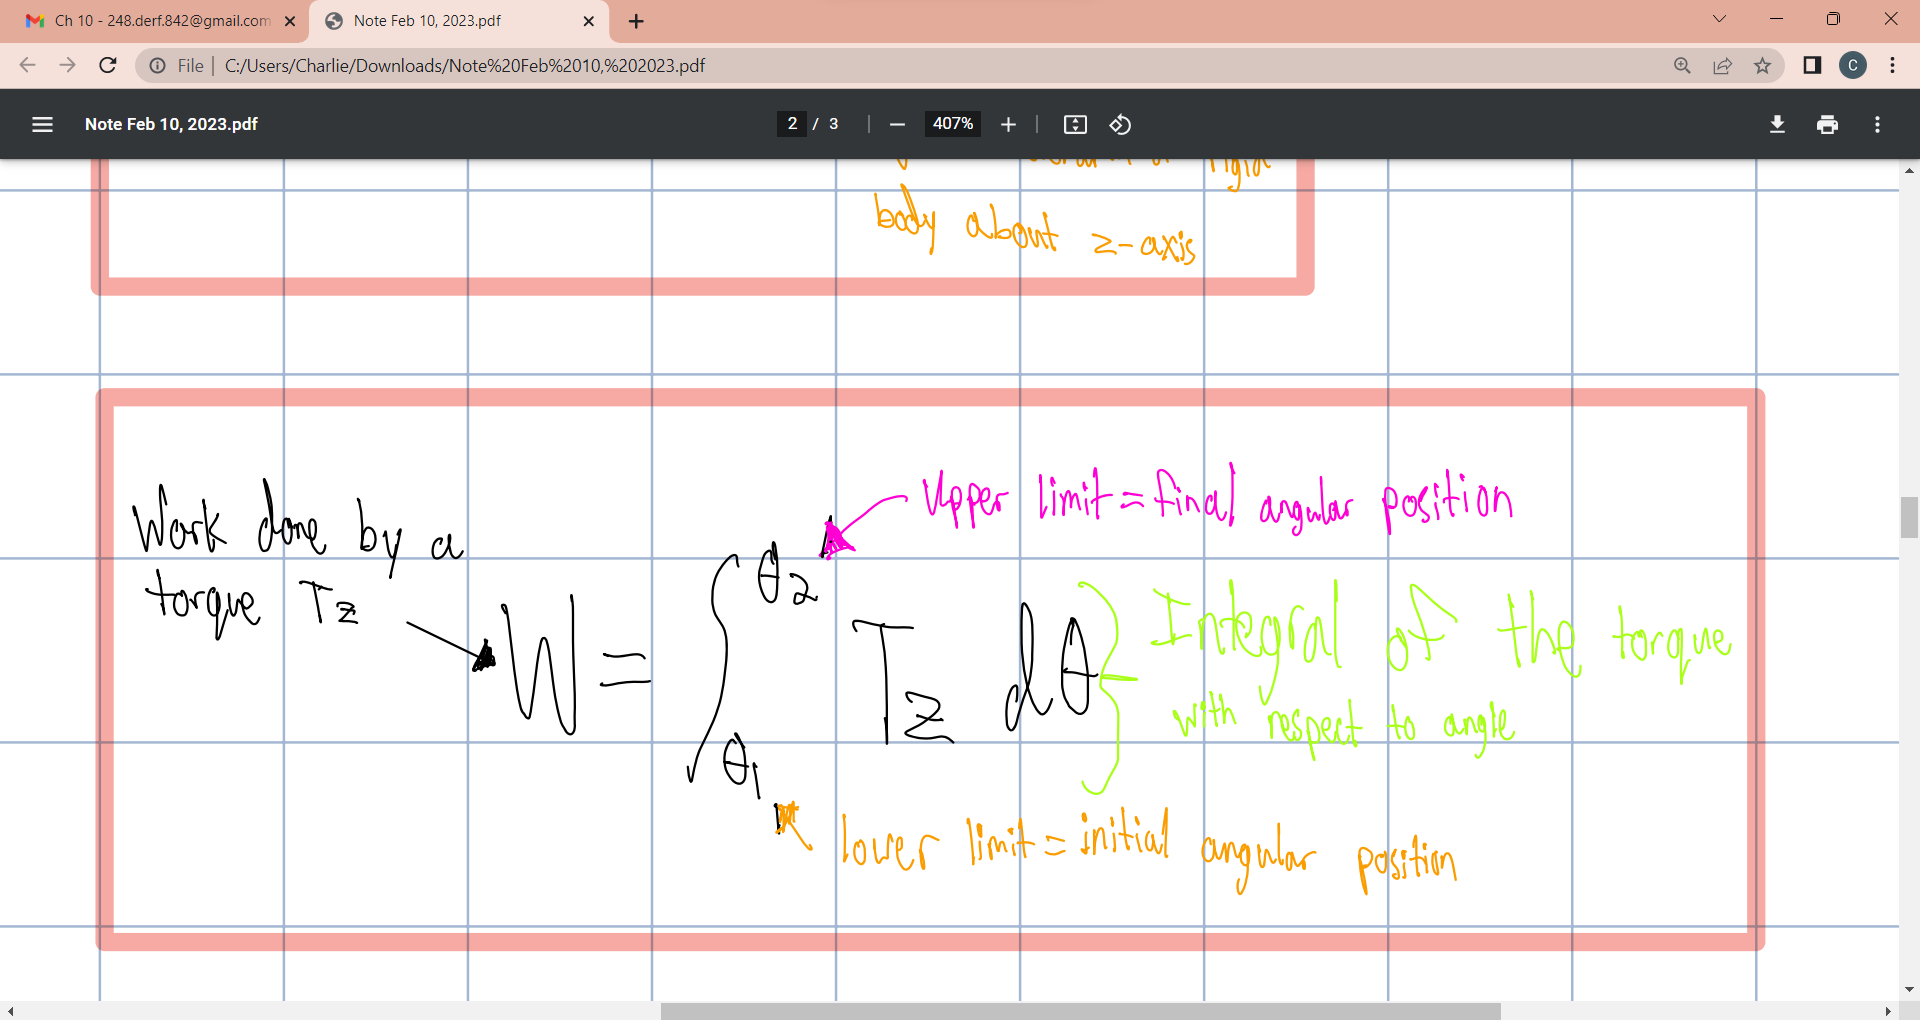 Ch 10 - 248.derf.842@gmail.com
Note Feb 10, 2023.pdf
File | C:/Users/Charlie/Downloads/Note%20Feb%2010,%202023.pdf
C
Note Feb 10, 2023.pdf
2 / 3
407%
rigid
body about z-axis
Upper limit = final angular position
Work done by a
torque Tz
W = ∫θ1θ2 Tz dθ
Integral of the torque
with respect to angle
lower limit = initial angular position